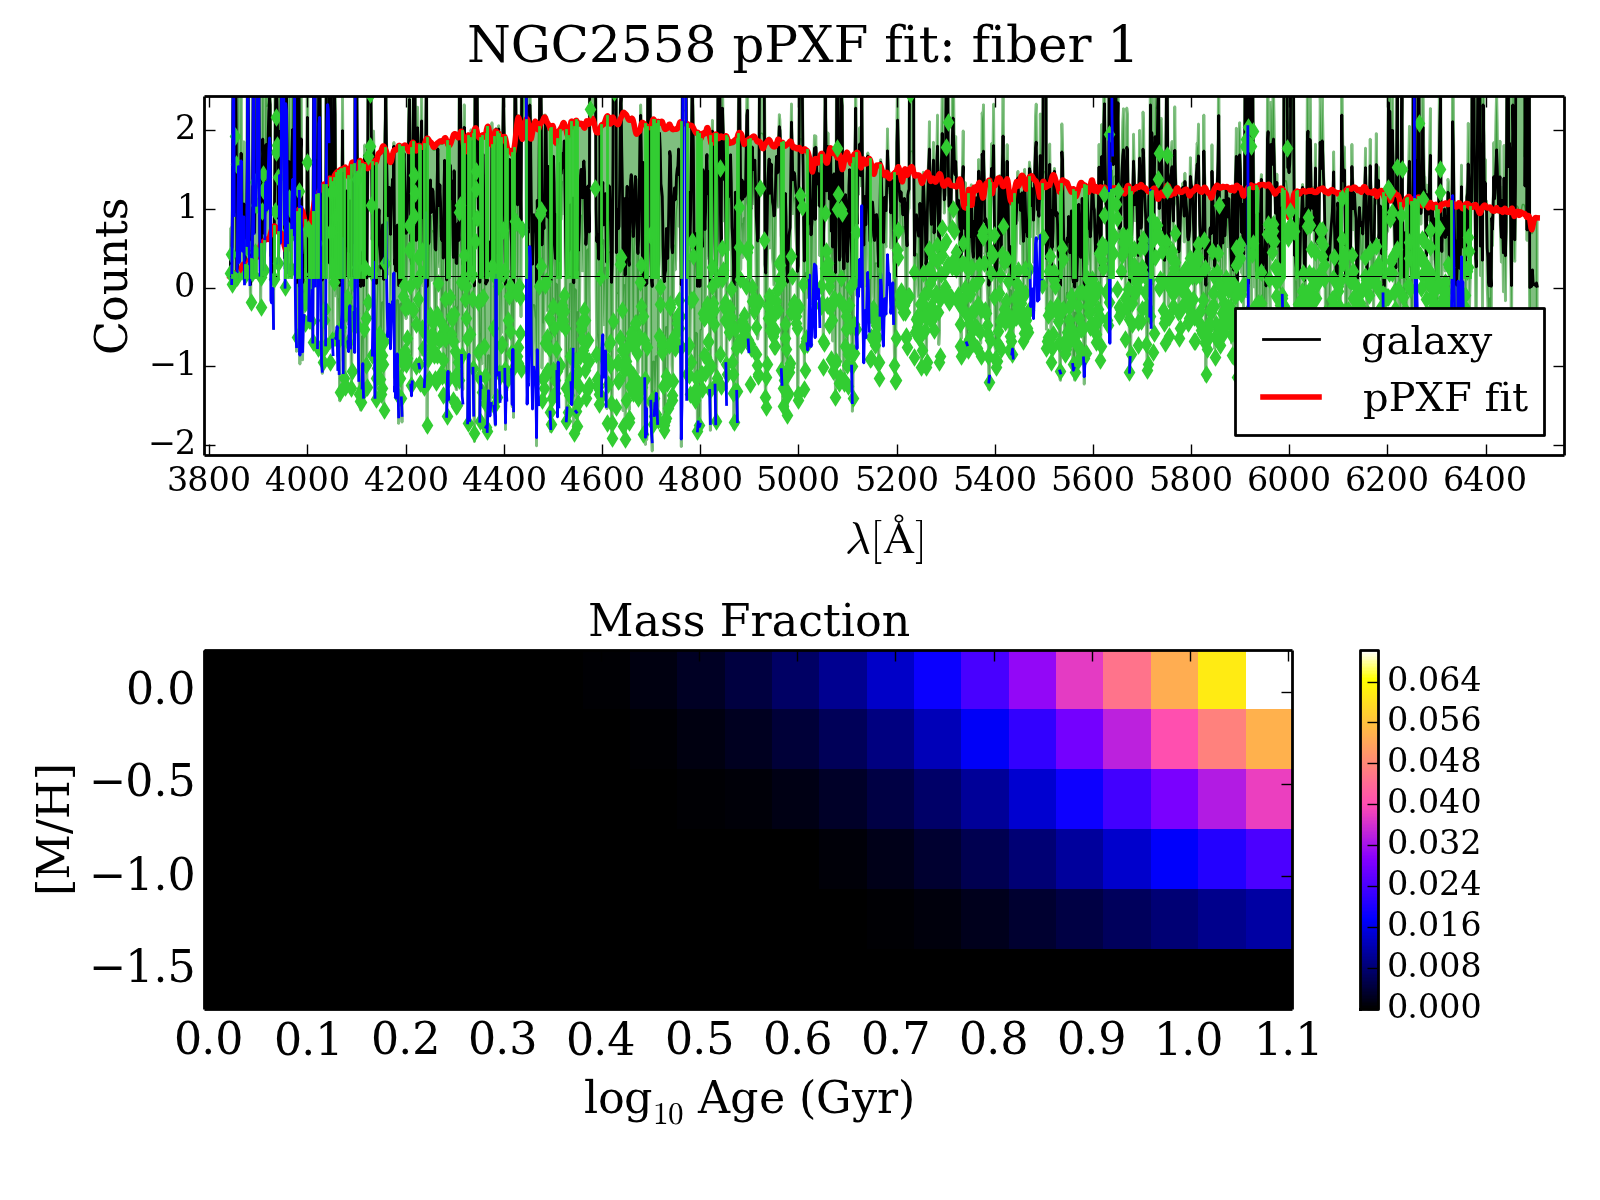 NGC2558 pPXF fit: fiber 1
Counts
2
1
0
−1
−2
galaxy
pPXF fit
3800 4000 4200 4400 4600 4800 5000 5200 5400 5600 5800 6000 6200 6400
λ[Å]
Mass Fraction
[M/H]
0.0
−0.5
−1.0
−1.5
0.064
0.056
0.048
0.040
0.032
0.024
0.016
0.008
0.000
0.0 0.1 0.2 0.3 0.4 0.5 0.6 0.7 0.8 0.9 1.0 1.1
log₁₀ Age (Gyr)